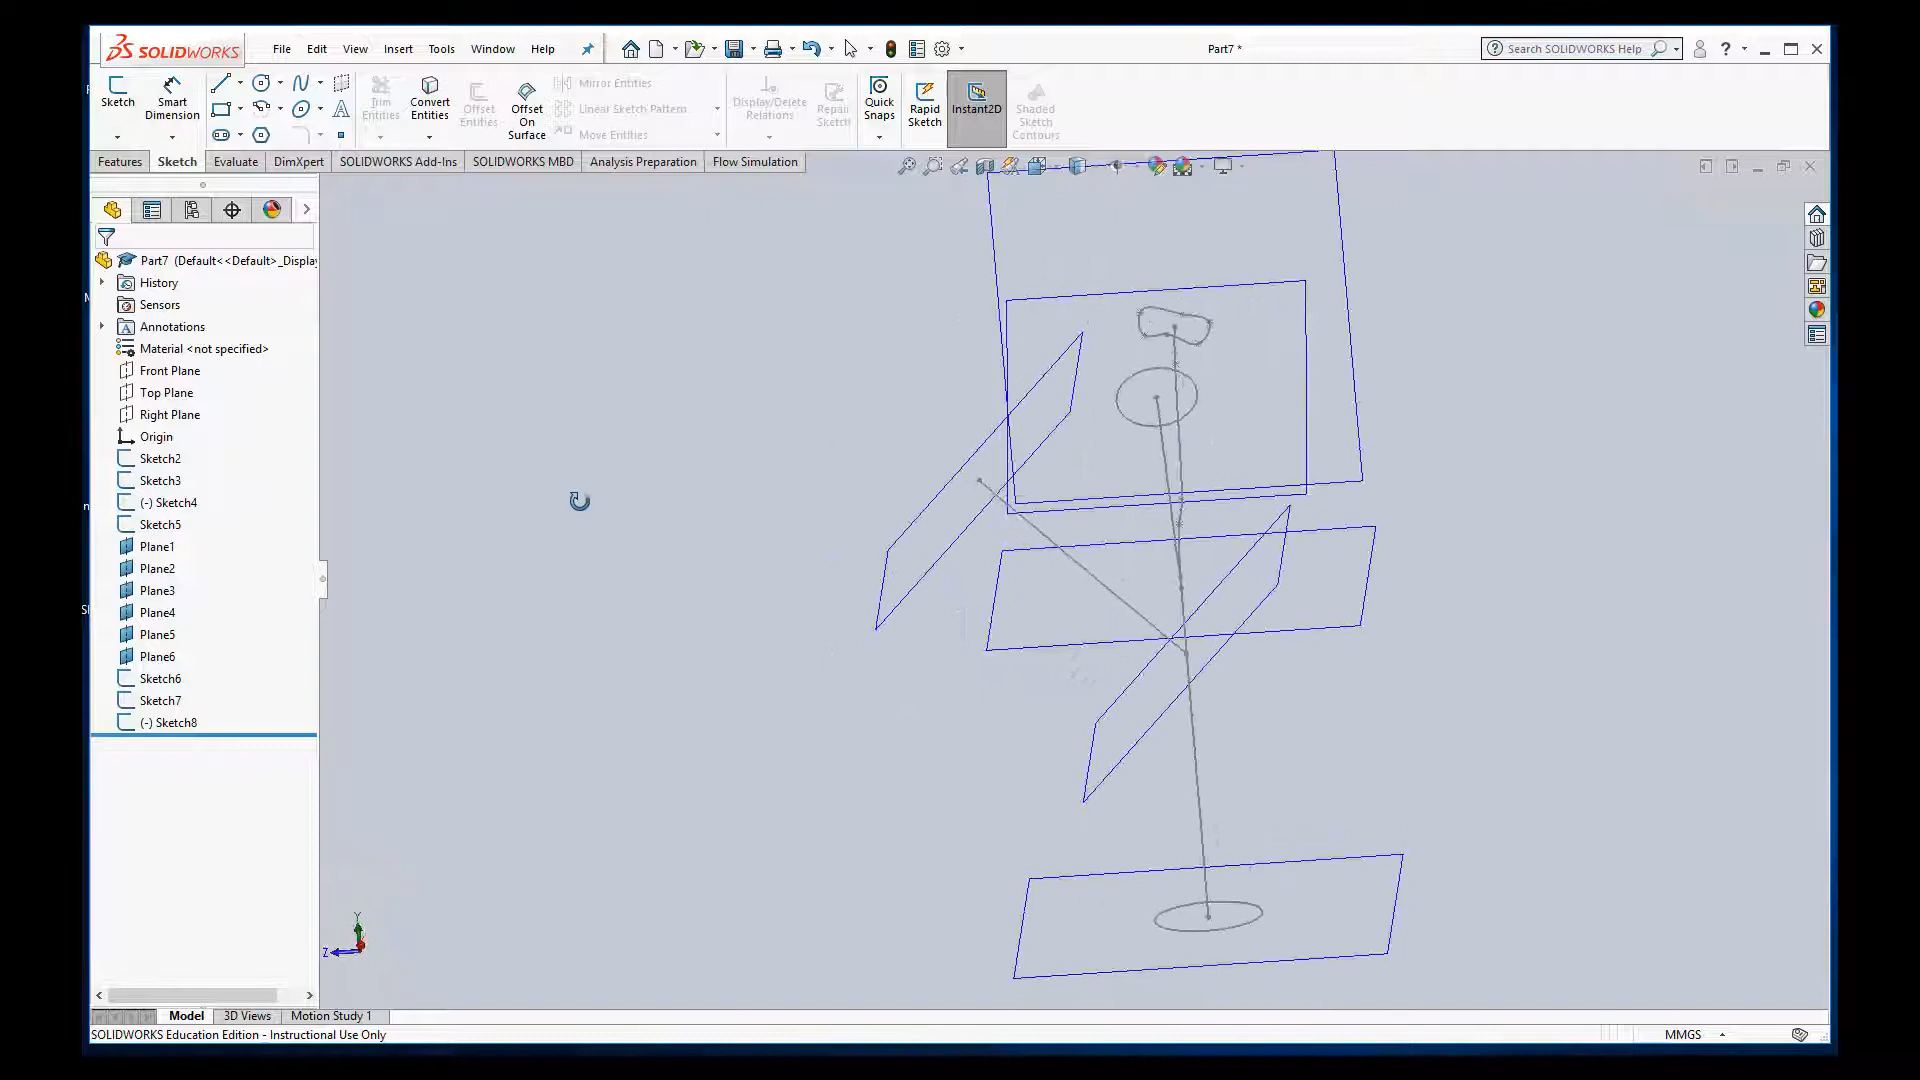 SOLIDWORKS File Edit View Insert Tools Window Help Part7 * Search SOLIDWORKS Help ?
Sketch Smart Dimension Trim Entities Convert Entities Offset Entities Offset On Surface Mirror Entities Linear Sketch Pattern Move Entities Display/Delete Relations Repair Sketch Quick Snaps Rapid Sketch Instant2D Shaded Sketch Contours
Features Sketch Evaluate DimXpert SOLIDWORKS Add-Ins SOLIDWORKS MBD Analysis Preparation Flow Simulation
Part7 (Default<<Default>_Display
History
Sensors
Annotations
Material <not specified>
Front Plane
Top Plane
Right Plane
Origin
Sketch2
Sketch3
(-) Sketch4
Sketch5
Plane1
Plane2
Plane3
Plane4
Plane5
Plane6
Sketch6
Sketch7
(-) Sketch8
Y
Z
Model 3D Views Motion Study 1
SOLIDWORKS Education Edition - Instructional Use Only MMGS